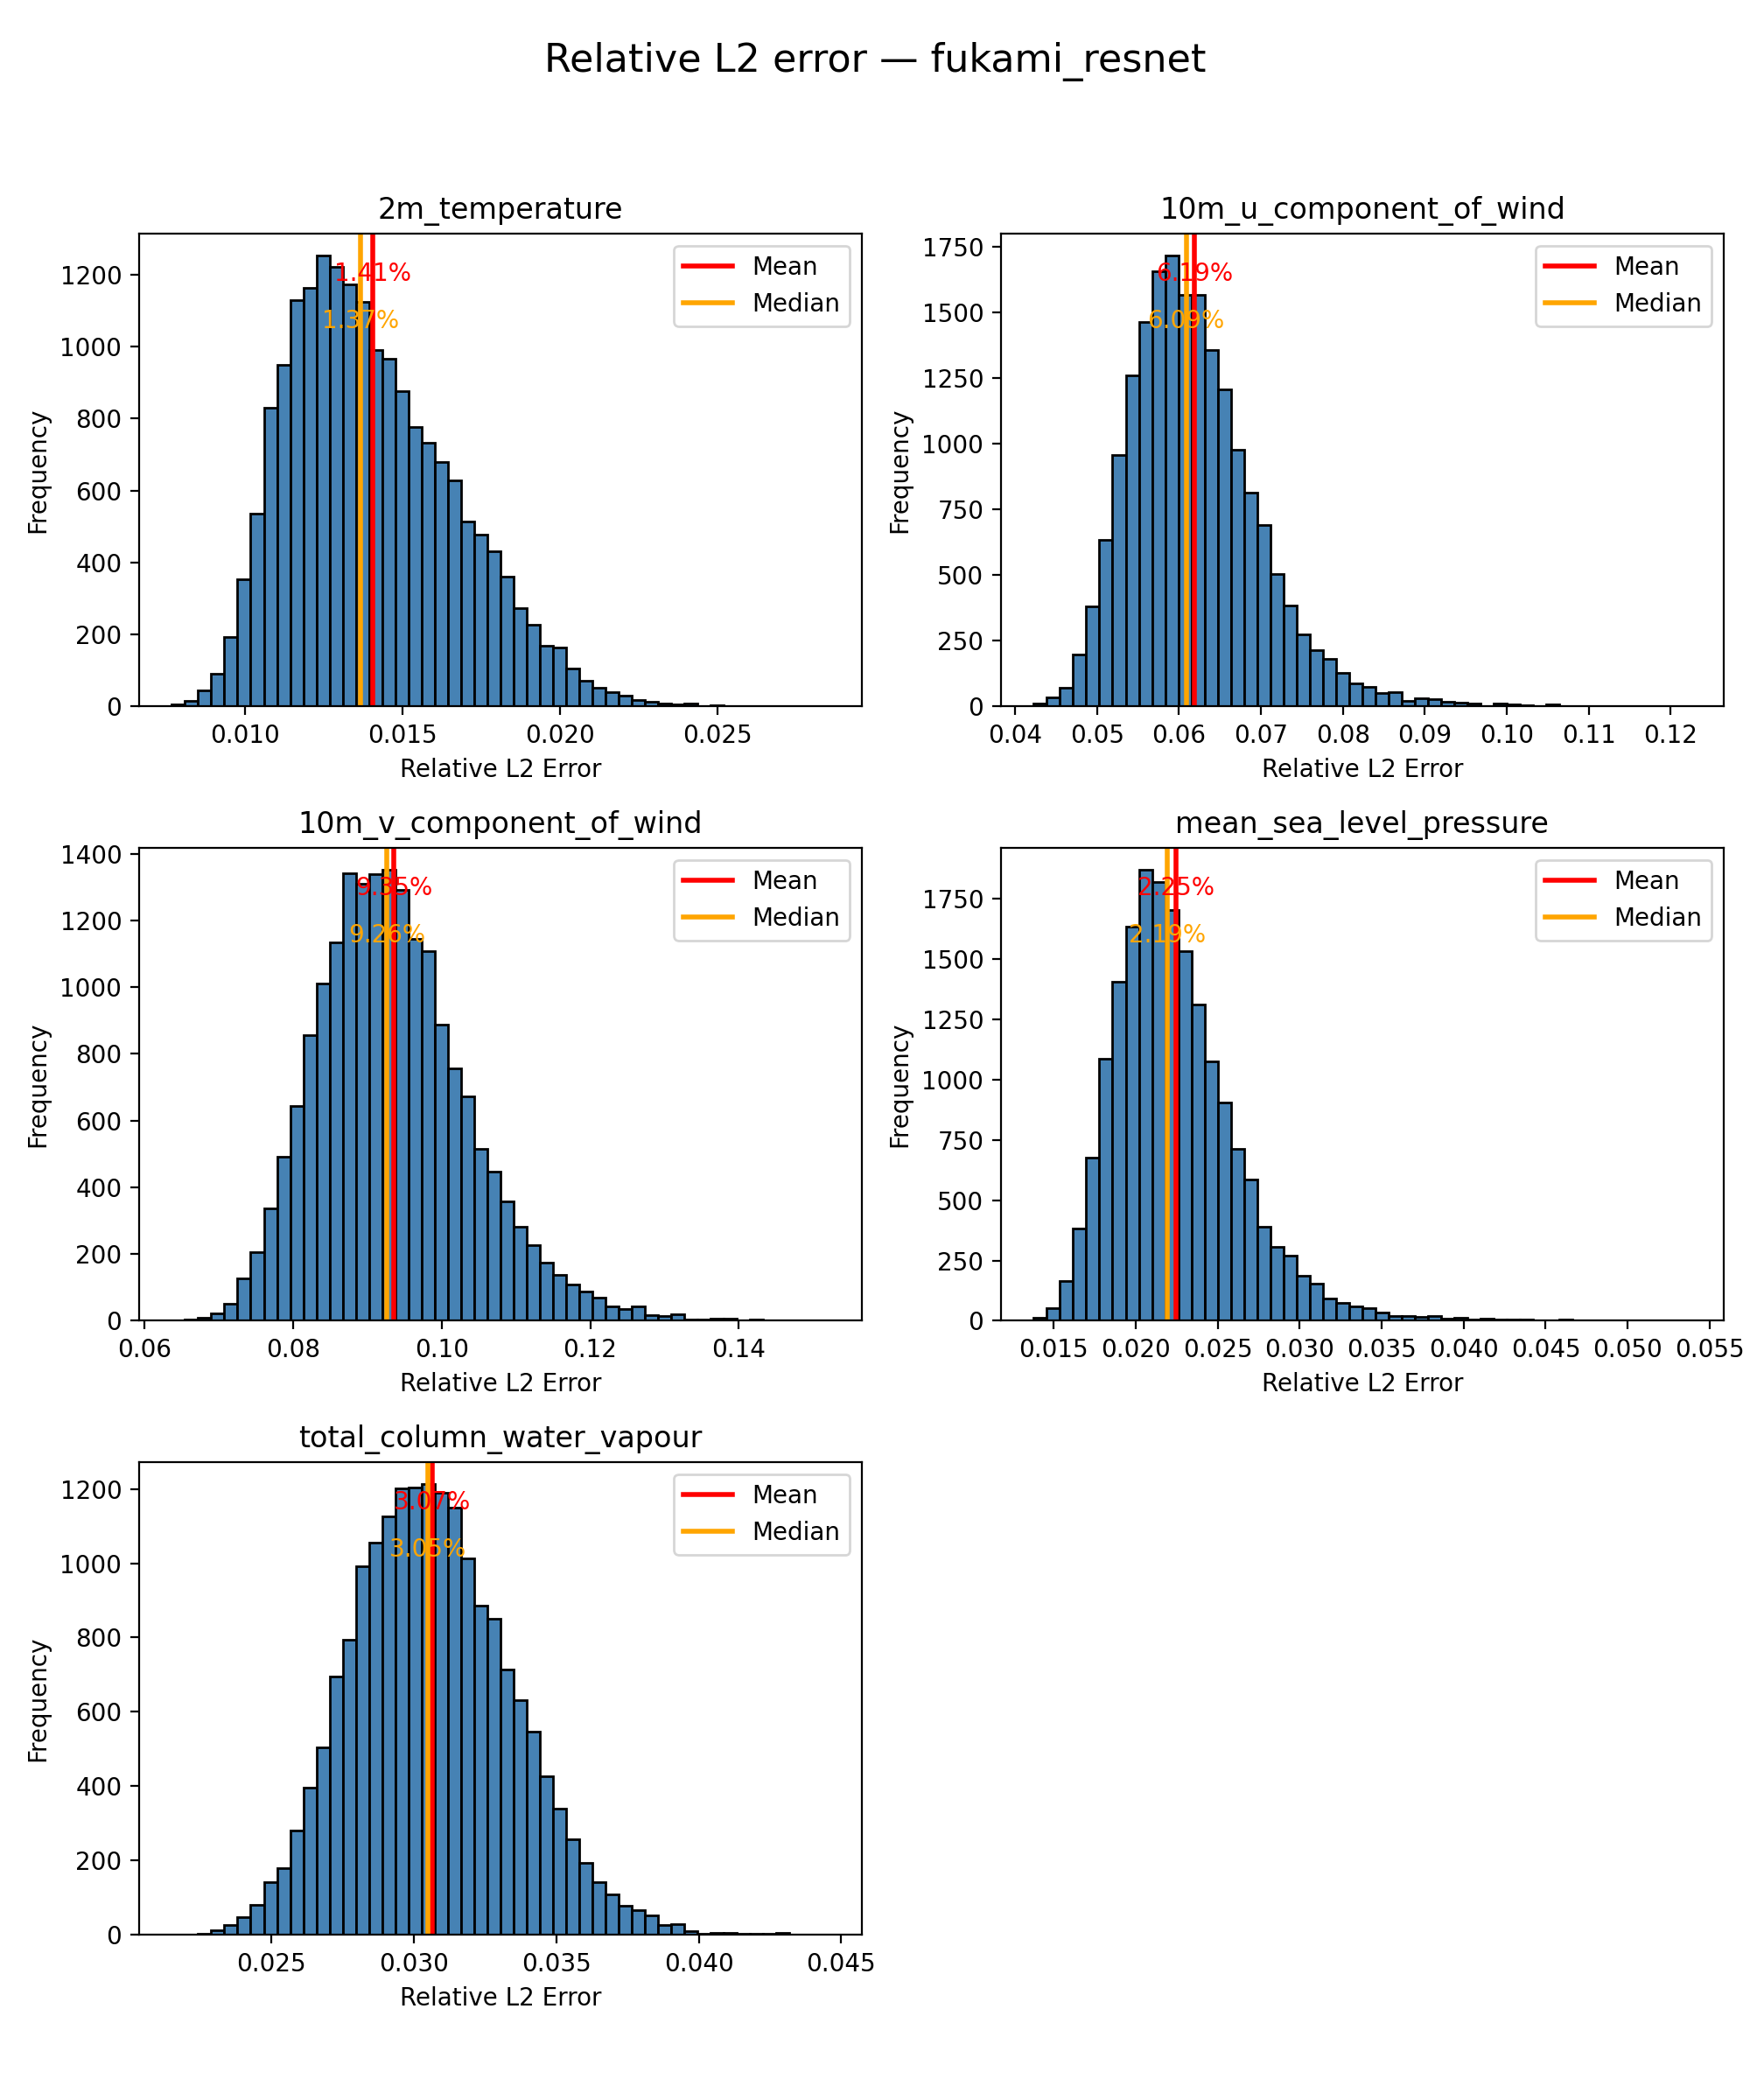 Relative L2 error — fukami_resnet
2m_temperature
1.41%
1.37%
Mean
Median
Frequency
0
200
400
600
800
1000
1200
0.010 0.015 0.020 0.025
Relative L2 Error
10m_u_component_of_wind
6.19%
6.09%
Mean
Median
Frequency
0
250
500
750
1000
1250
1500
1750
0.04 0.05 0.06 0.07 0.08 0.09 0.10 0.11 0.12
Relative L2 Error
10m_v_component_of_wind
9.35%
9.26%
Mean
Median
Frequency
0
200
400
600
800
1000
1200
1400
0.06 0.08 0.10 0.12 0.14
Relative L2 Error
mean_sea_level_pressure
2.25%
2.19%
Mean
Median
Frequency
0
250
500
750
1000
1250
1500
1750
0.015 0.020 0.025 0.030 0.035 0.040 0.045 0.050 0.055
Relative L2 Error
total_column_water_vapour
3.07%
3.05%
Mean
Median
Frequency
0
200
400
600
800
1000
1200
0.025 0.030 0.035 0.040 0.045
Relative L2 Error